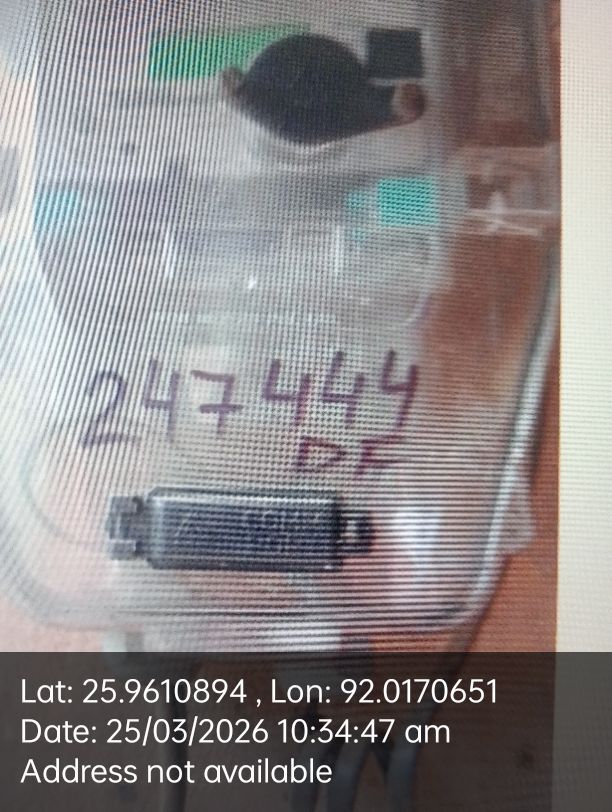 247444
DF
Lat: 25.9610894 , Lon: 92.0170651
Date: 25/03/2026 10:34:47 am
Address not available